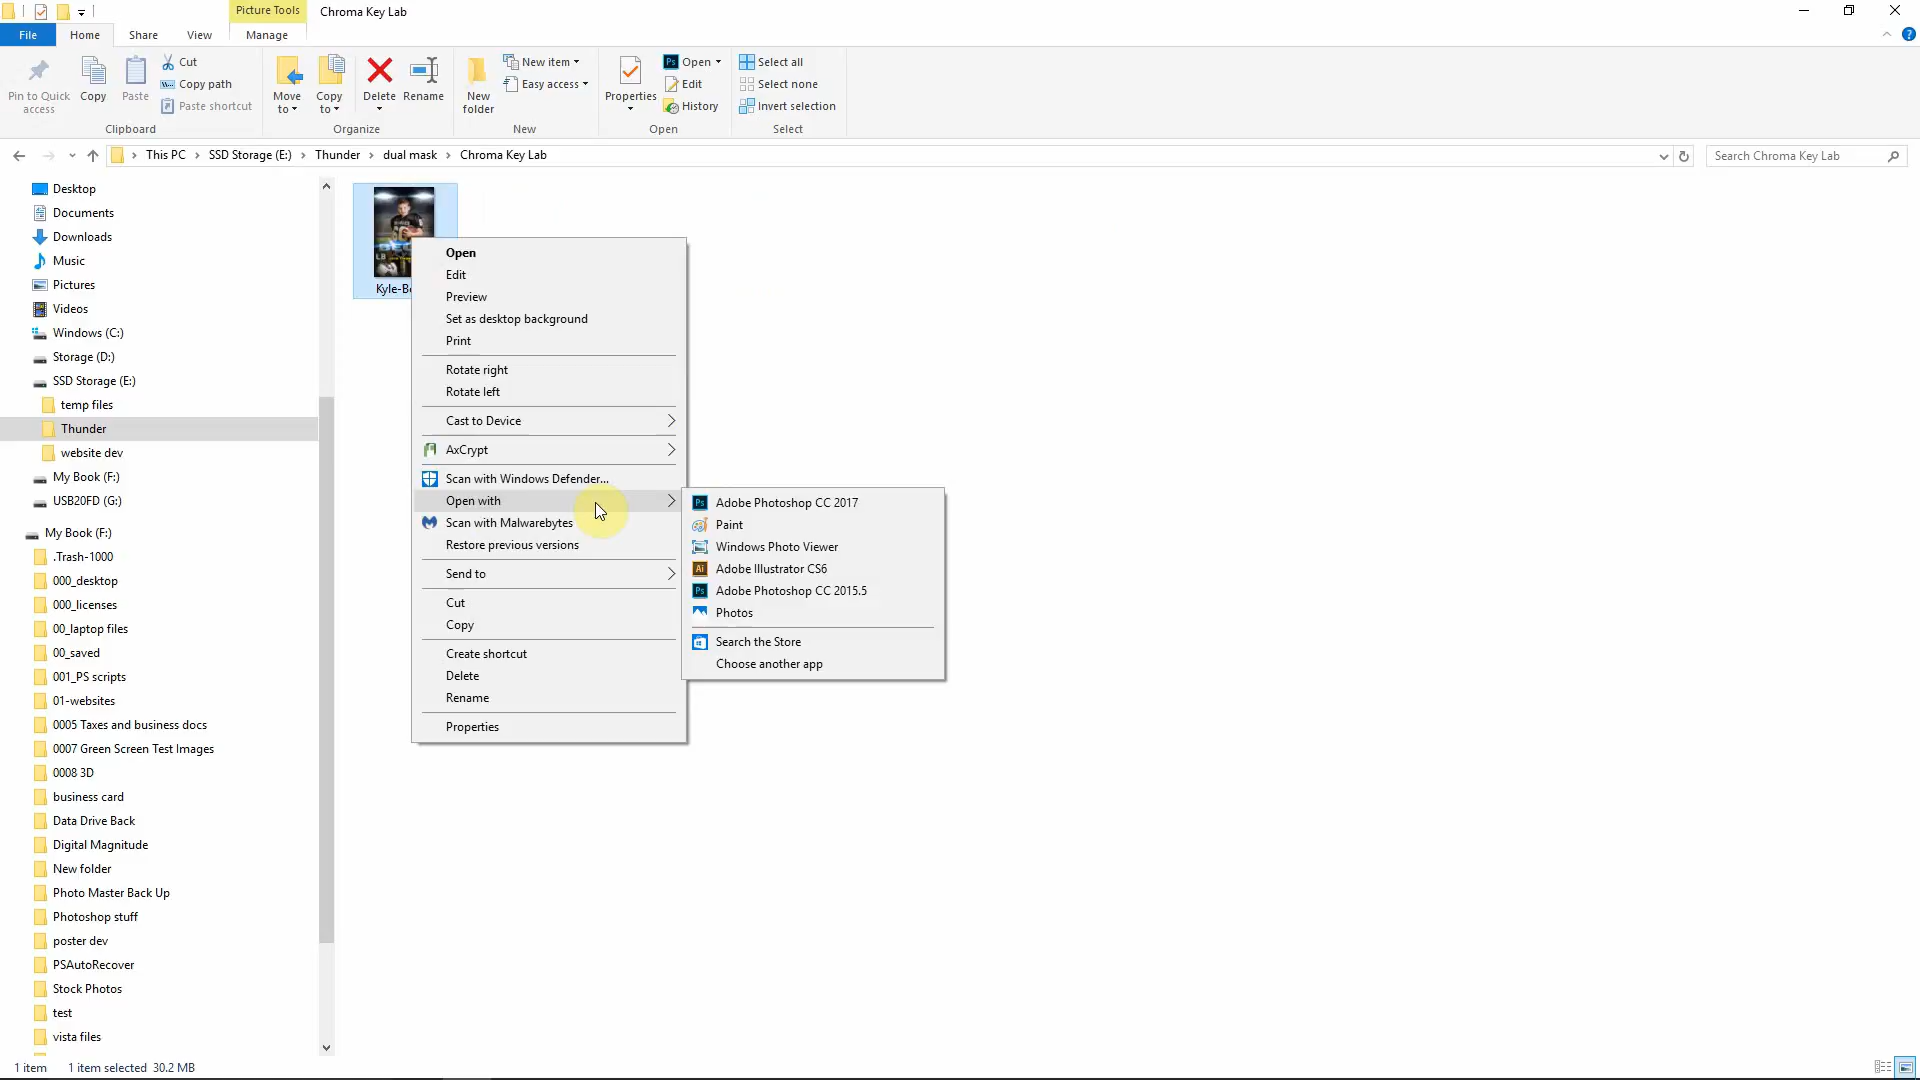 Picture Tools
Chroma Key Lab
File
Home
Share
View
Manage
Pin to Quick access
Copy
Paste
Cut
Copy path
Paste shortcut
Clipboard
Move to
Copy to
Delete
Rename
Organize
New folder
New item
Easy access
New
Properties
Open
Edit
History
Open
Select all
Select none
Invert selection
Select
This PC
SSD Storage (E:)
Thunder
dual mask
Chroma Key Lab
Search Chroma Key Lab
Desktop
Documents
Downloads
Music
Pictures
Videos
Windows (C:)
Storage (D:)
SSD Storage (E:)
temp files
Thunder
website dev
My Book (F:)
USB20FD (G:)
My Book (F:)
.Trash-1000
000_desktop
000_licenses
00_laptop files
00_saved
001_PS scripts
01-websites
0005 Taxes and business docs
0007 Green Screen Test Images
0008 3D
business card
Data Drive Back
Digital Magnitude
New folder
Photo Master Back Up
Photoshop stuff
poster dev
PSAutoRecover
Stock Photos
test
vista files
Open
Edit
Preview
Set as desktop background
Print
Rotate right
Rotate left
Cast to Device
AxCrypt
Scan with Windows Defender...
Open with
Scan with Malwarebytes
Restore previous versions
Send to
Cut
Copy
Create shortcut
Delete
Rename
Properties
Adobe Photoshop CC 2017
Paint
Windows Photo Viewer
Adobe Illustrator CS6
Adobe Photoshop CC 2015.5
Photos
Search the Store
Choose another app
1 item
1 item selected 30.2 MB